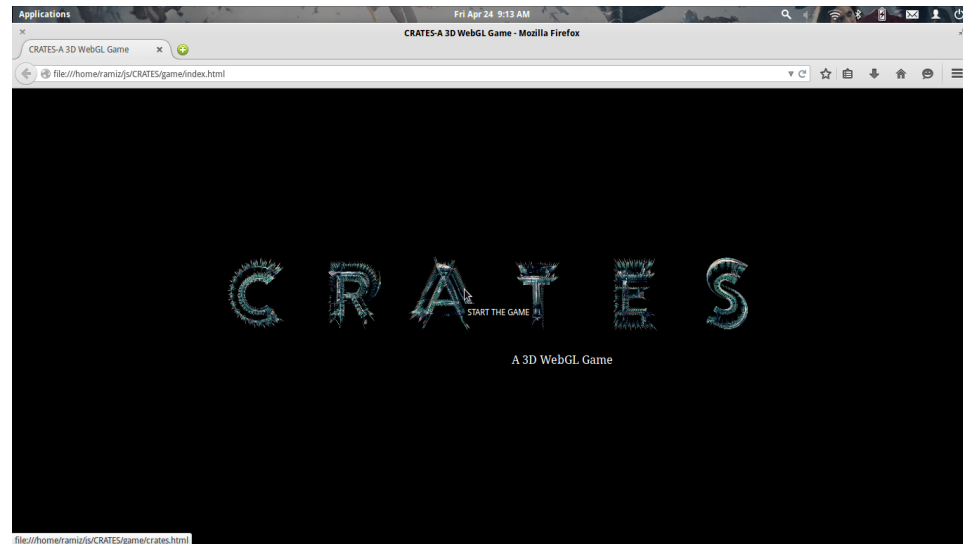 Applications
Fri Apr 24 9:13 AM
CRATES-A 3D WebGL Game - Mozilla Firefox
CRATES-A 3D WebGL Game
file:///home/ramiz/js/CRATES/game/index.html
CRATES
START THE GAME
A 3D WebGL Game
file:///home/ramiz/js/CRATES/game/crates.html